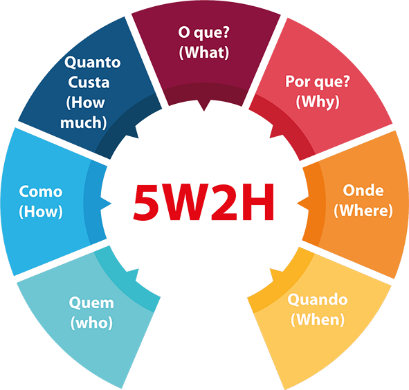 O que?
(What)
Por que?
(Why)
Onde
(Where)
Quando
(When)
Quem
(who)
Como
(How)
Quanto
Custa
(How
much)
5W2H